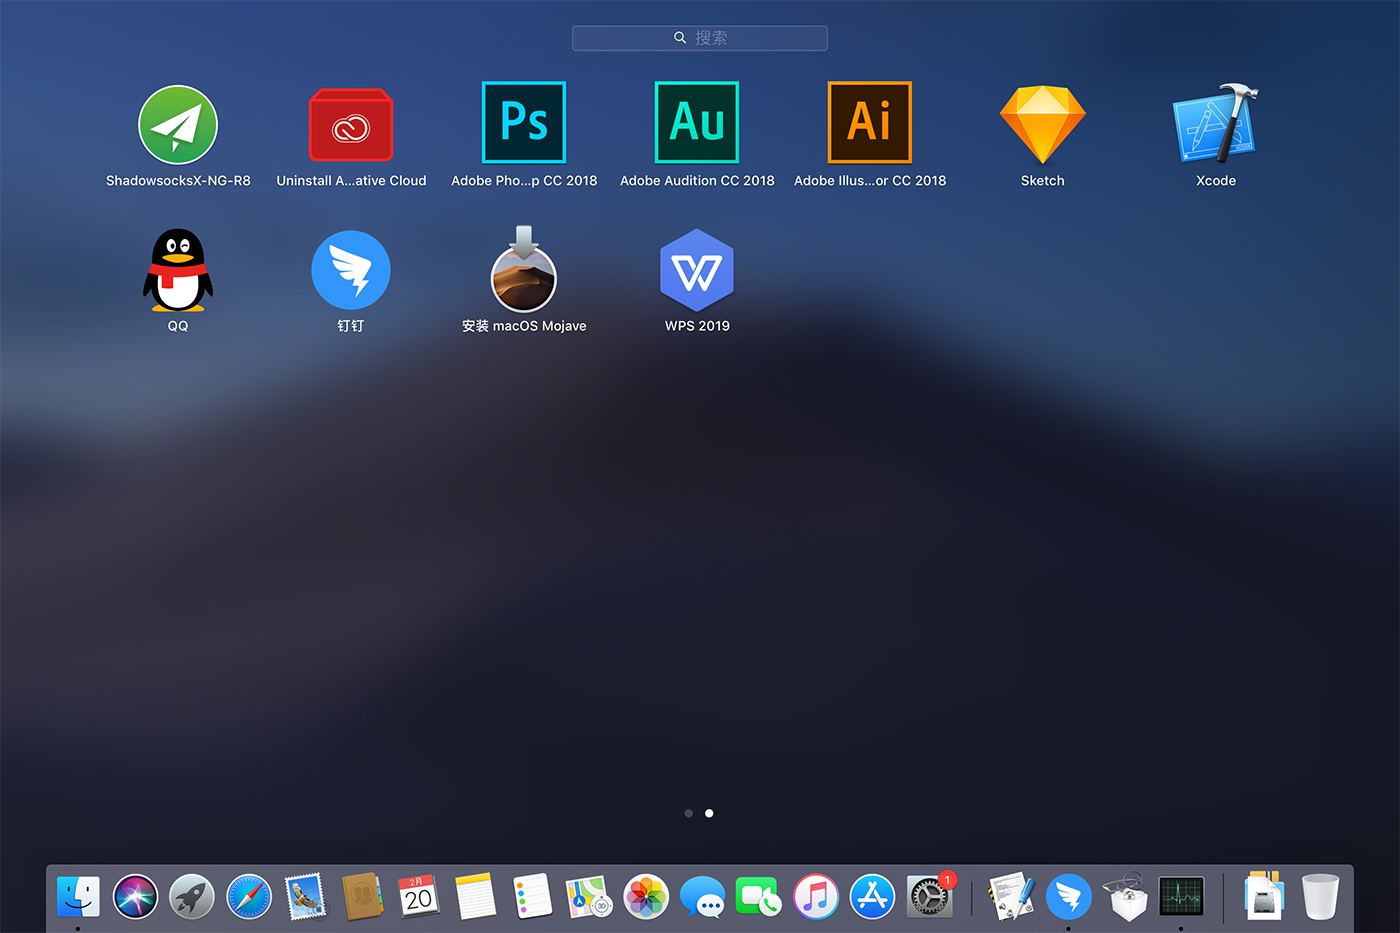 搜索
Ps
Au
Ai
ShadowsocksX-NG-R8
Uninstall A...ative Cloud
Adobe Pho...p CC 2018
Adobe Audition CC 2018
Adobe Illus...or CC 2018
Sketch
Xcode
QQ
钉钉
安装 macOS Mojave
WPS 2019
2月
20
3D
1